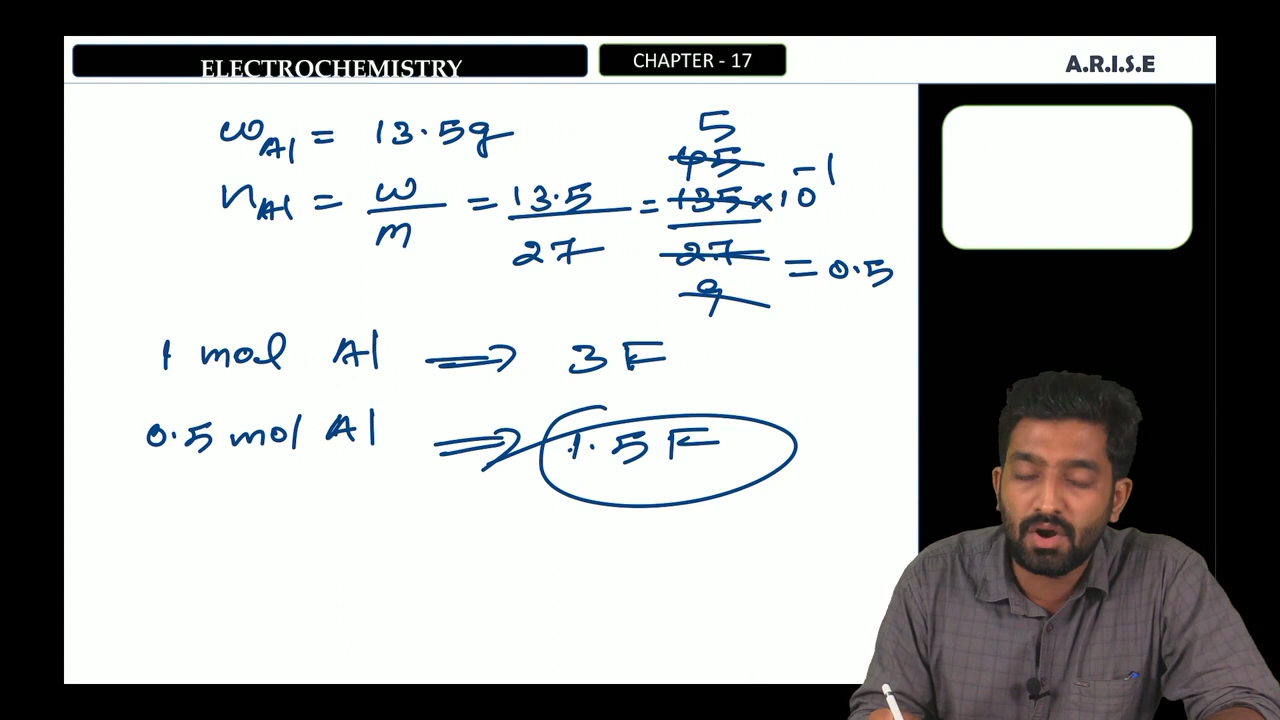 ELECTROCHEMISTRY
CHAPTER - 17
A.R.I.S.E
w_Al = 13.5g
n_Al = w/m = 13.5/27 = 135×10^-1/27 = 0.5
5
45
9
1 mol Al ⟹ 3F
0.5 mol Al ⟹ 1.5F